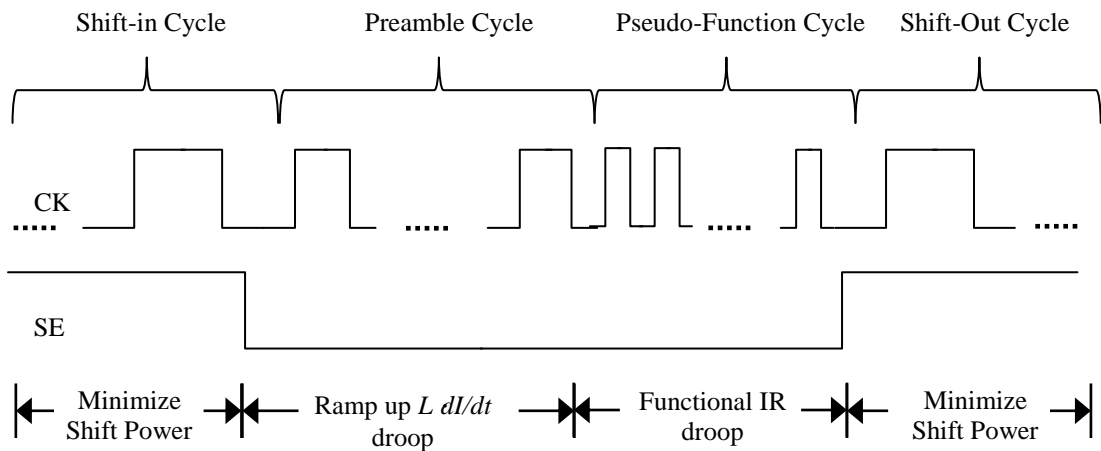 Shift-in Cycle
Preamble Cycle
Pseudo-Function Cycle
Shift-Out Cycle
CK
SE
Minimize
Shift Power
Ramp up L dI/dt
droop
Functional IR
droop
Minimize
Shift Power